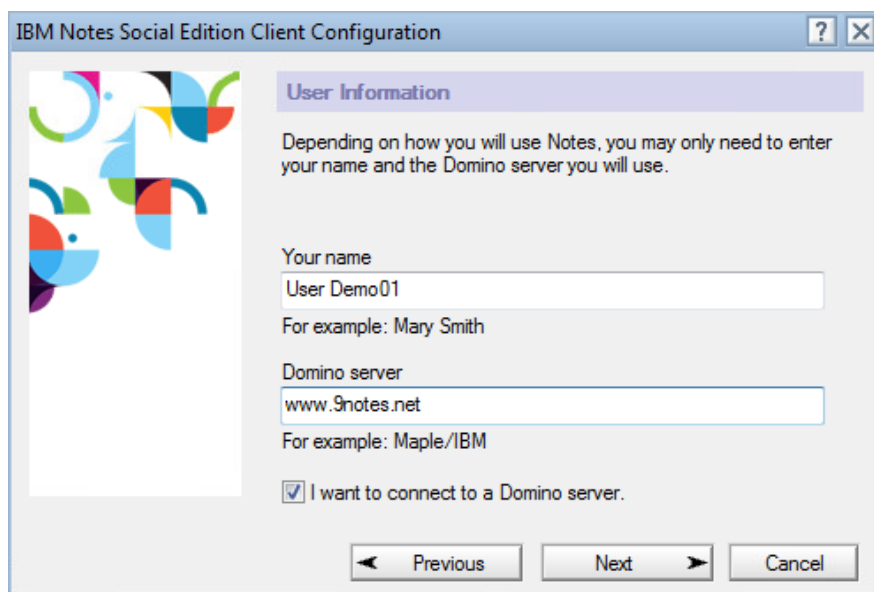 IBM Notes Social Edition Client Configuration
User Information
Depending on how you will use Notes, you may only need to enter
your name and the Domino server you will use.
Your name
User Demo01
For example: Mary Smith
Domino server
www.9notes.net
For example: Maple/IBM
I want to connect to a Domino server.
Previous Next Cancel